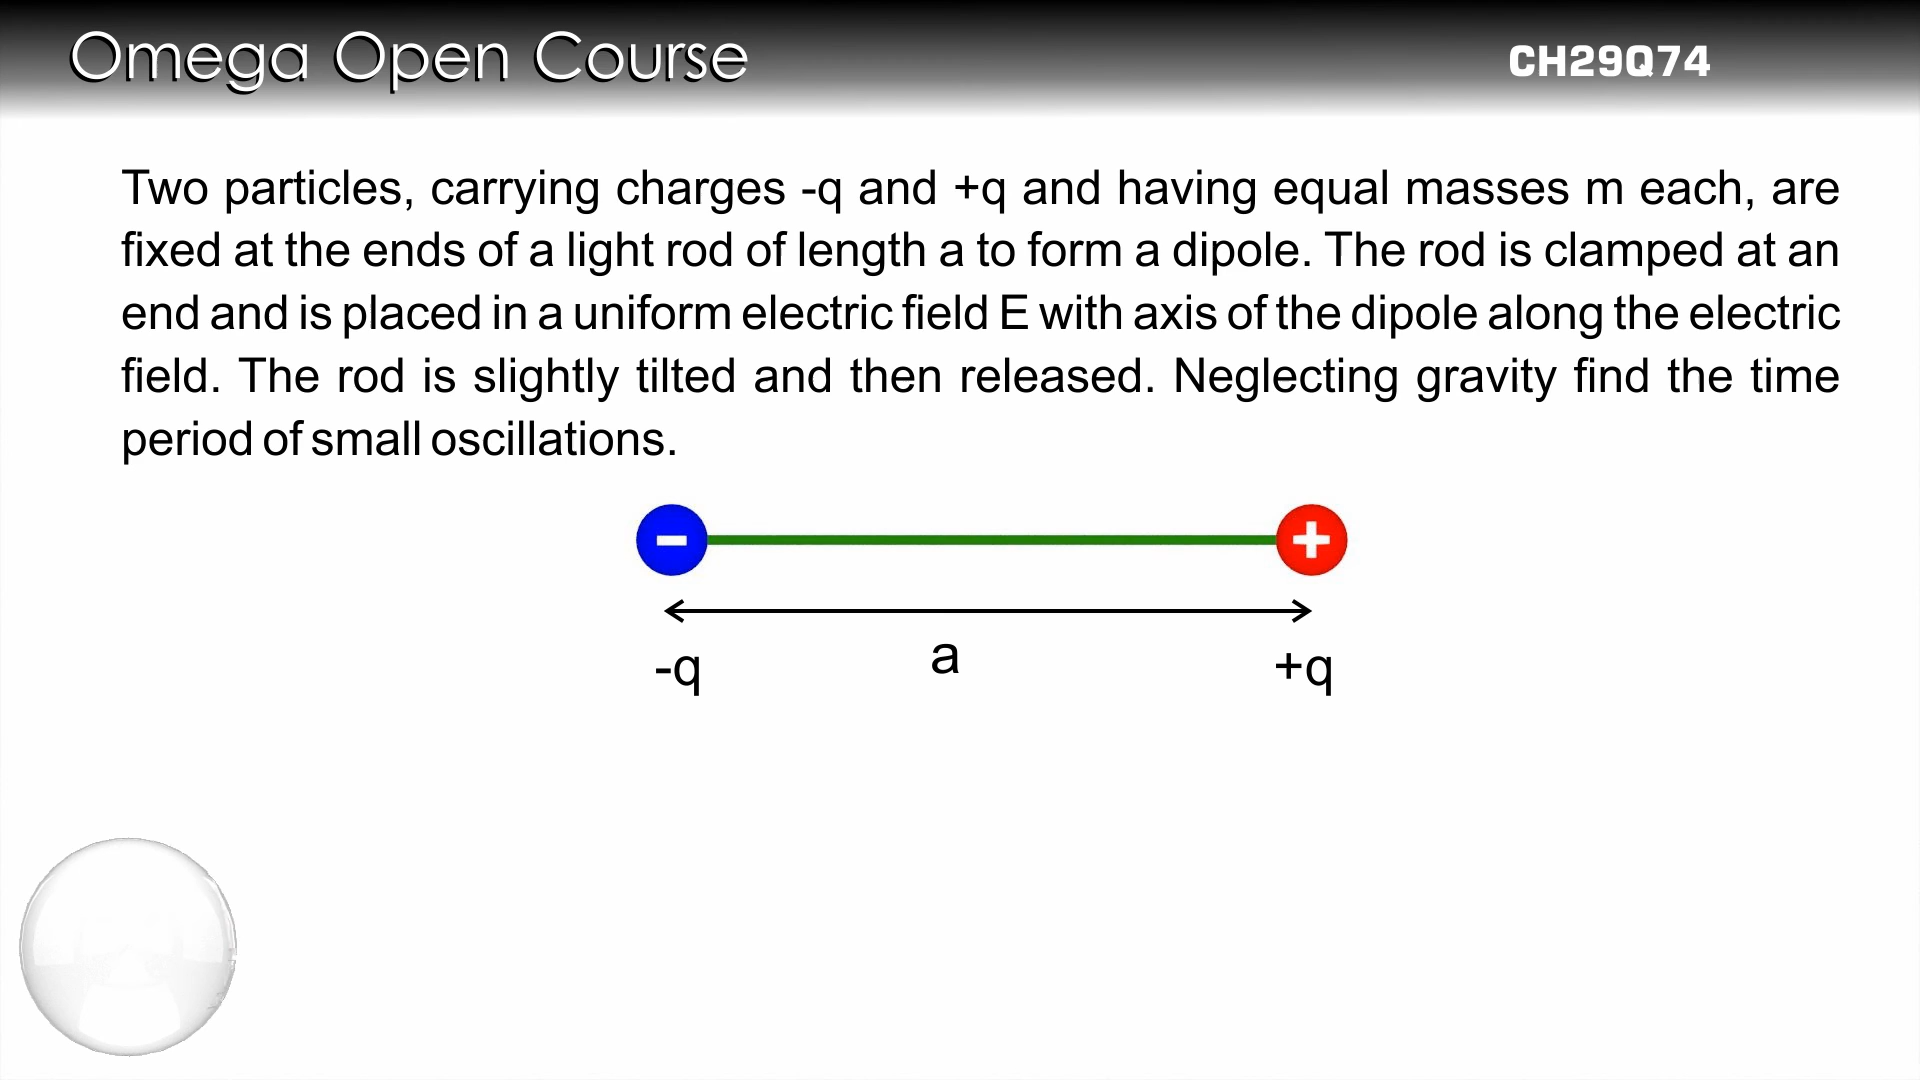 Omega Open Course
CH29Q74
Two particles, carrying charges -q and +q and having equal masses m each, are
fixed at the ends of a light rod of length a to form a dipole. The rod is clamped at an
end and is placed in a uniform electric field E with axis of the dipole along the electric
field. The rod is slightly tilted and then released. Neglecting gravity find the time
period of small oscillations.
- +
a
-q +q